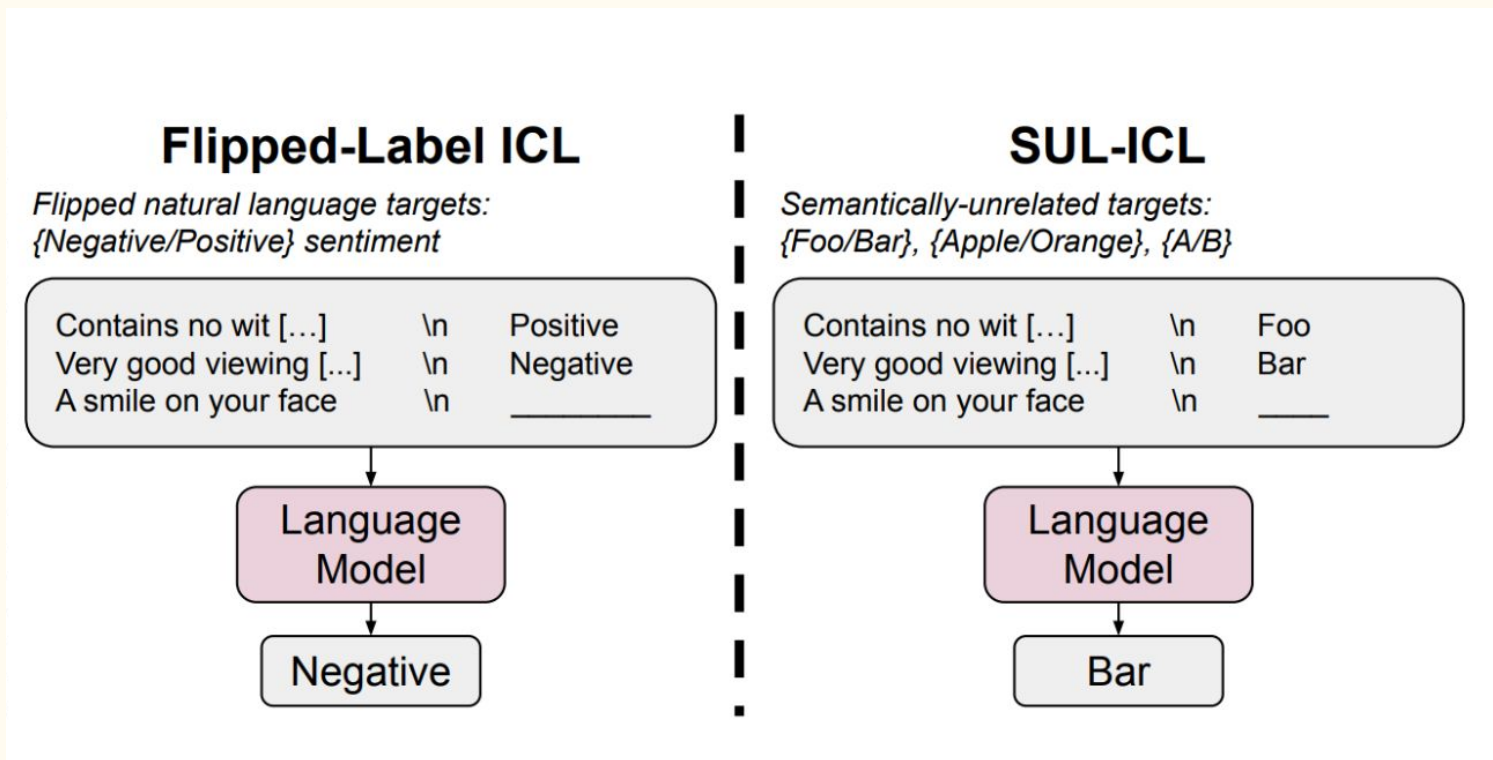 Flipped-Label ICL
Flipped natural language targets:
{Negative/Positive} sentiment
Contains no wit […] \n Positive
Very good viewing [...] \n Negative
A smile on your face \n ________
Language
Model
Negative
SUL-ICL
Semantically-unrelated targets:
{Foo/Bar}, {Apple/Orange}, {A/B}
Contains no wit […] \n Foo
Very good viewing [...] \n Bar
A smile on your face \n ____
Language
Model
Bar